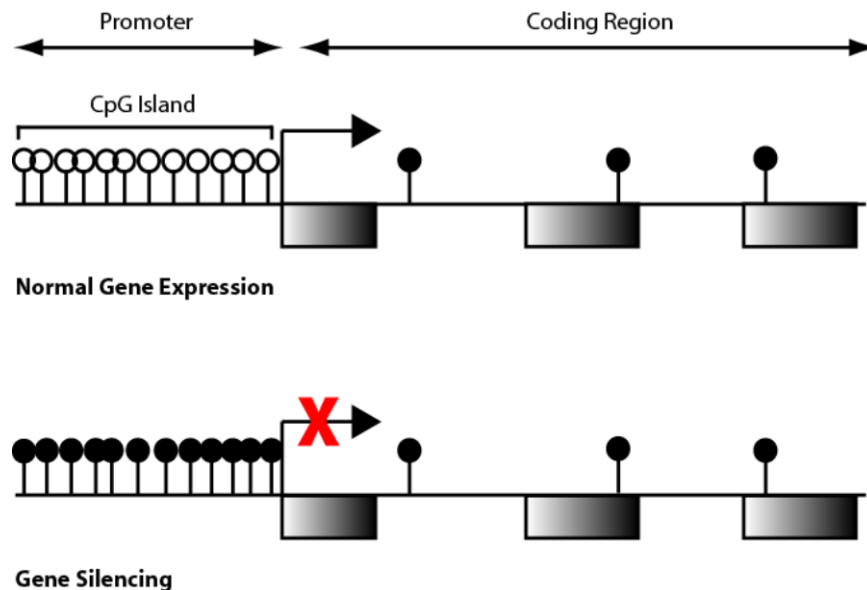 Promoter
Coding Region
CpG Island
Normal Gene Expression
X
Gene Silencing